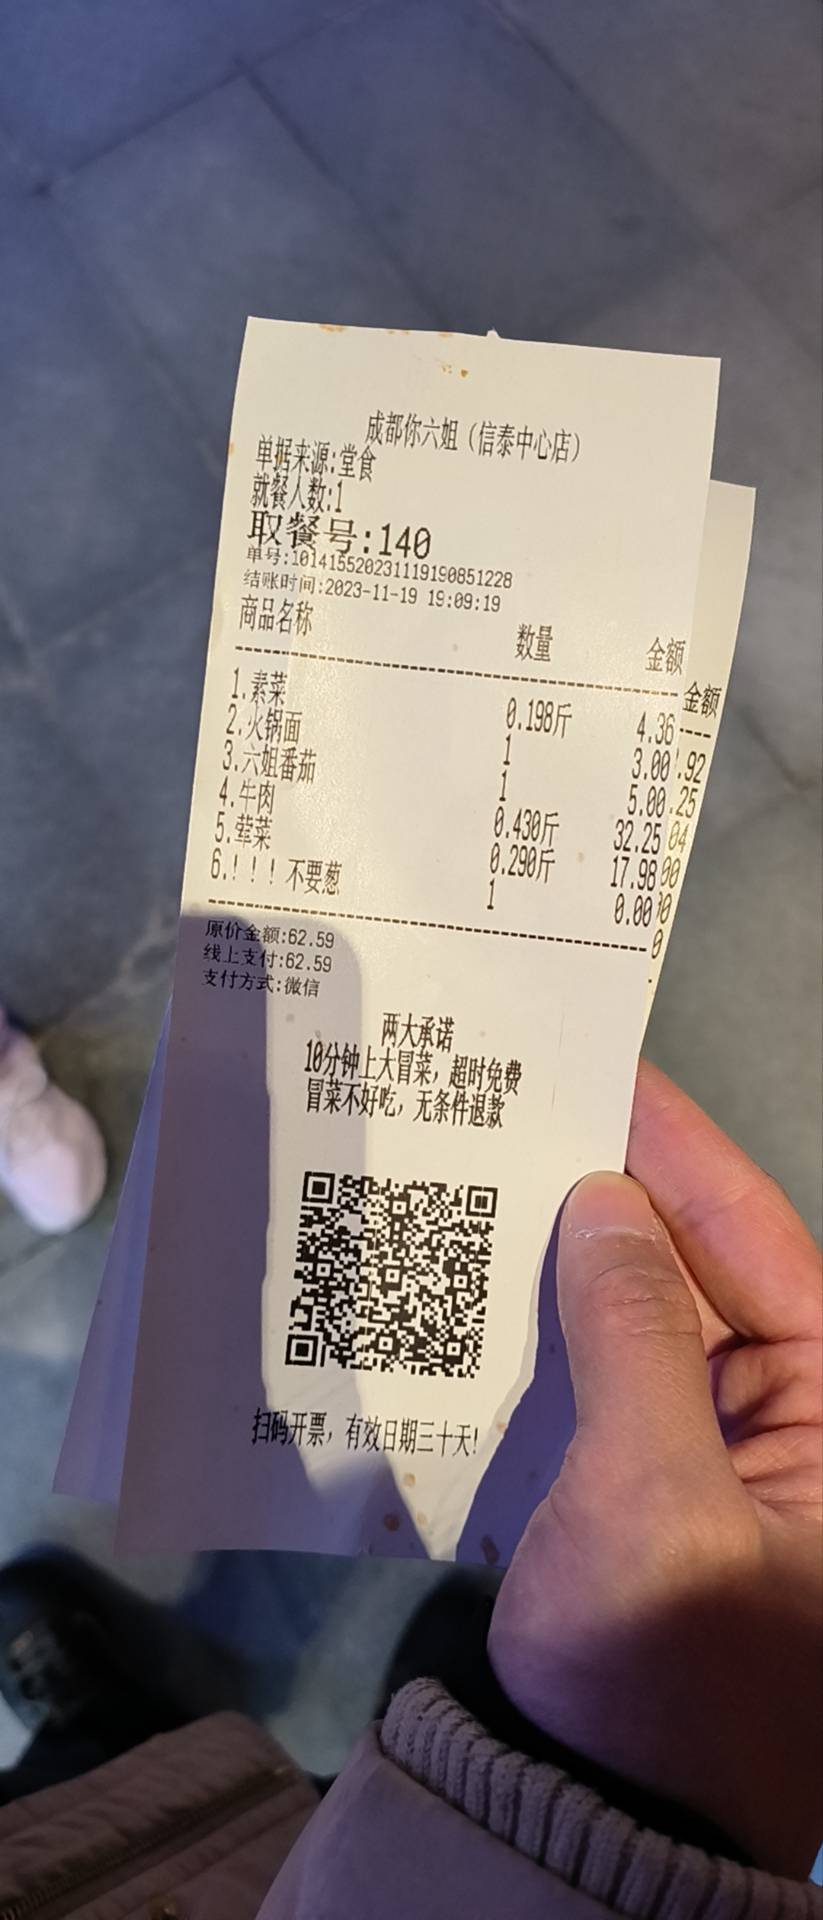 成都你六姐（信泰中心店）
单据来源:堂食
就餐人数:1
取餐号:140
单号:101415520231119190851228
结账时间:2023-11-19 19:09:19
商品名称 数量 金额
金额
1.素菜 0.198斤 4.36
2.火锅面 1 3.00
3.六姐番茄 1 5.00
4.牛肉 0.430斤 32.25
5.荤菜 0.290斤 17.98
6.！！！不要葱 1 0.00
.92
.25
04
00
0
原价金额:62.59
线上支付:62.59
支付方式:微信
两大承诺
10分钟上大冒菜，超时免费
冒菜不好吃，无条件退款
扫码开票，有效日期三十天!